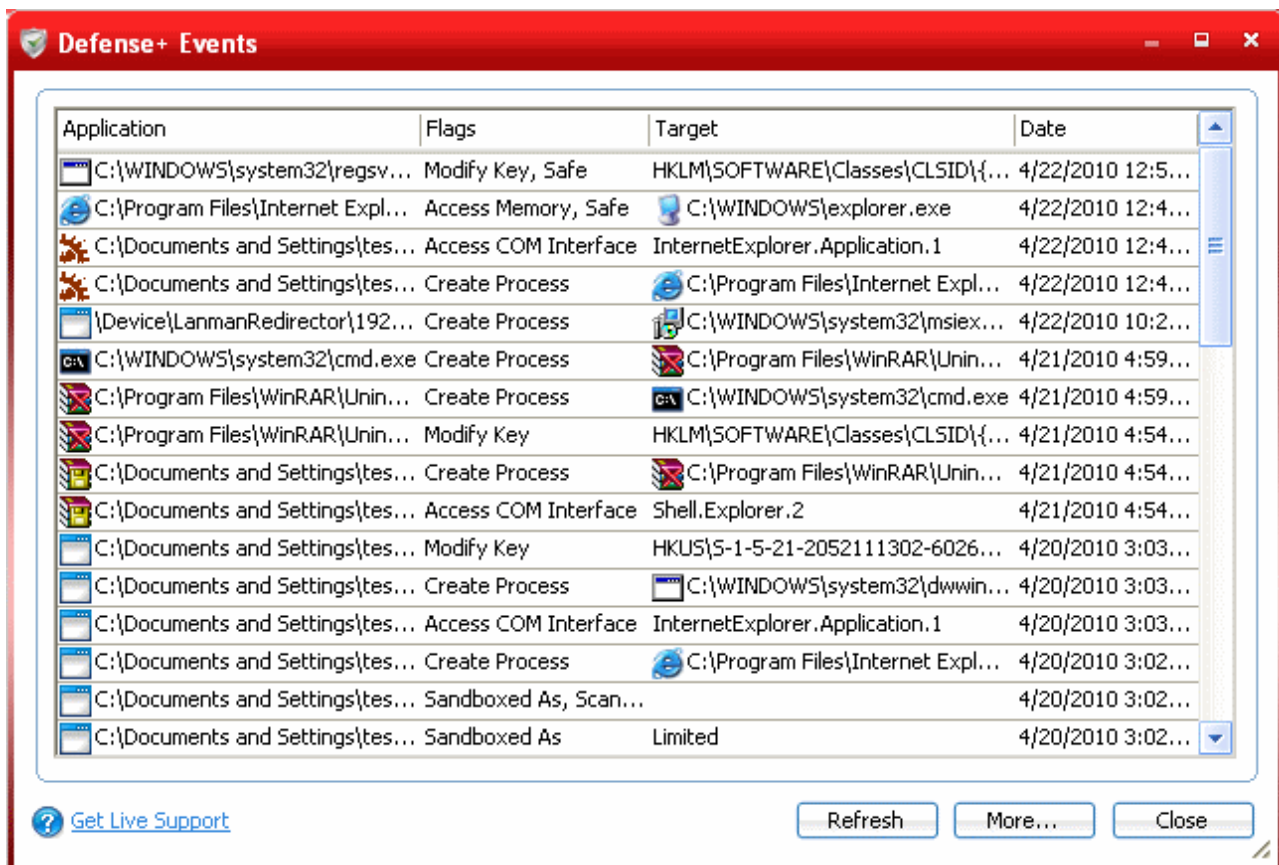 Defense+ Events
Application Flags Target Date
C:\WINDOWS\system32\regsv... Modify Key, Safe HKLM\SOFTWARE\Classes\CLSID\{... 4/22/2010 12:5...
C:\Program Files\Internet Expl... Access Memory, Safe C:\WINDOWS\explorer.exe 4/22/2010 12:4...
C:\Documents and Settings\tes... Access COM Interface InternetExplorer.Application.1 4/22/2010 12:4...
C:\Documents and Settings\tes... Create Process C:\Program Files\Internet Expl... 4/22/2010 12:4...
\Device\LanmanRedirector\192... Create Process C:\WINDOWS\system32\msiex... 4/22/2010 10:2...
C:\WINDOWS\system32\cmd.exe Create Process C:\Program Files\WinRAR\Unin... 4/21/2010 4:59...
C:\Program Files\WinRAR\Unin... Create Process C:\WINDOWS\system32\cmd.exe 4/21/2010 4:59...
C:\Program Files\WinRAR\Unin... Modify Key HKLM\SOFTWARE\Classes\CLSID\{... 4/21/2010 4:54...
C:\Documents and Settings\tes... Create Process C:\Program Files\WinRAR\Unin... 4/21/2010 4:54...
C:\Documents and Settings\tes... Access COM Interface Shell.Explorer.2 4/21/2010 4:54...
C:\Documents and Settings\tes... Modify Key HKUS\S-1-5-21-2052111302-6026... 4/20/2010 3:03...
C:\Documents and Settings\tes... Create Process C:\WINDOWS\system32\dwwin... 4/20/2010 3:03...
C:\Documents and Settings\tes... Access COM Interface InternetExplorer.Application.1 4/20/2010 3:03...
C:\Documents and Settings\tes... Create Process C:\Program Files\Internet Expl... 4/20/2010 3:02...
C:\Documents and Settings\tes... Sandboxed As, Scan... 4/20/2010 3:02...
C:\Documents and Settings\tes... Sandboxed As Limited 4/20/2010 3:02...
Get Live Support Refresh More... Close